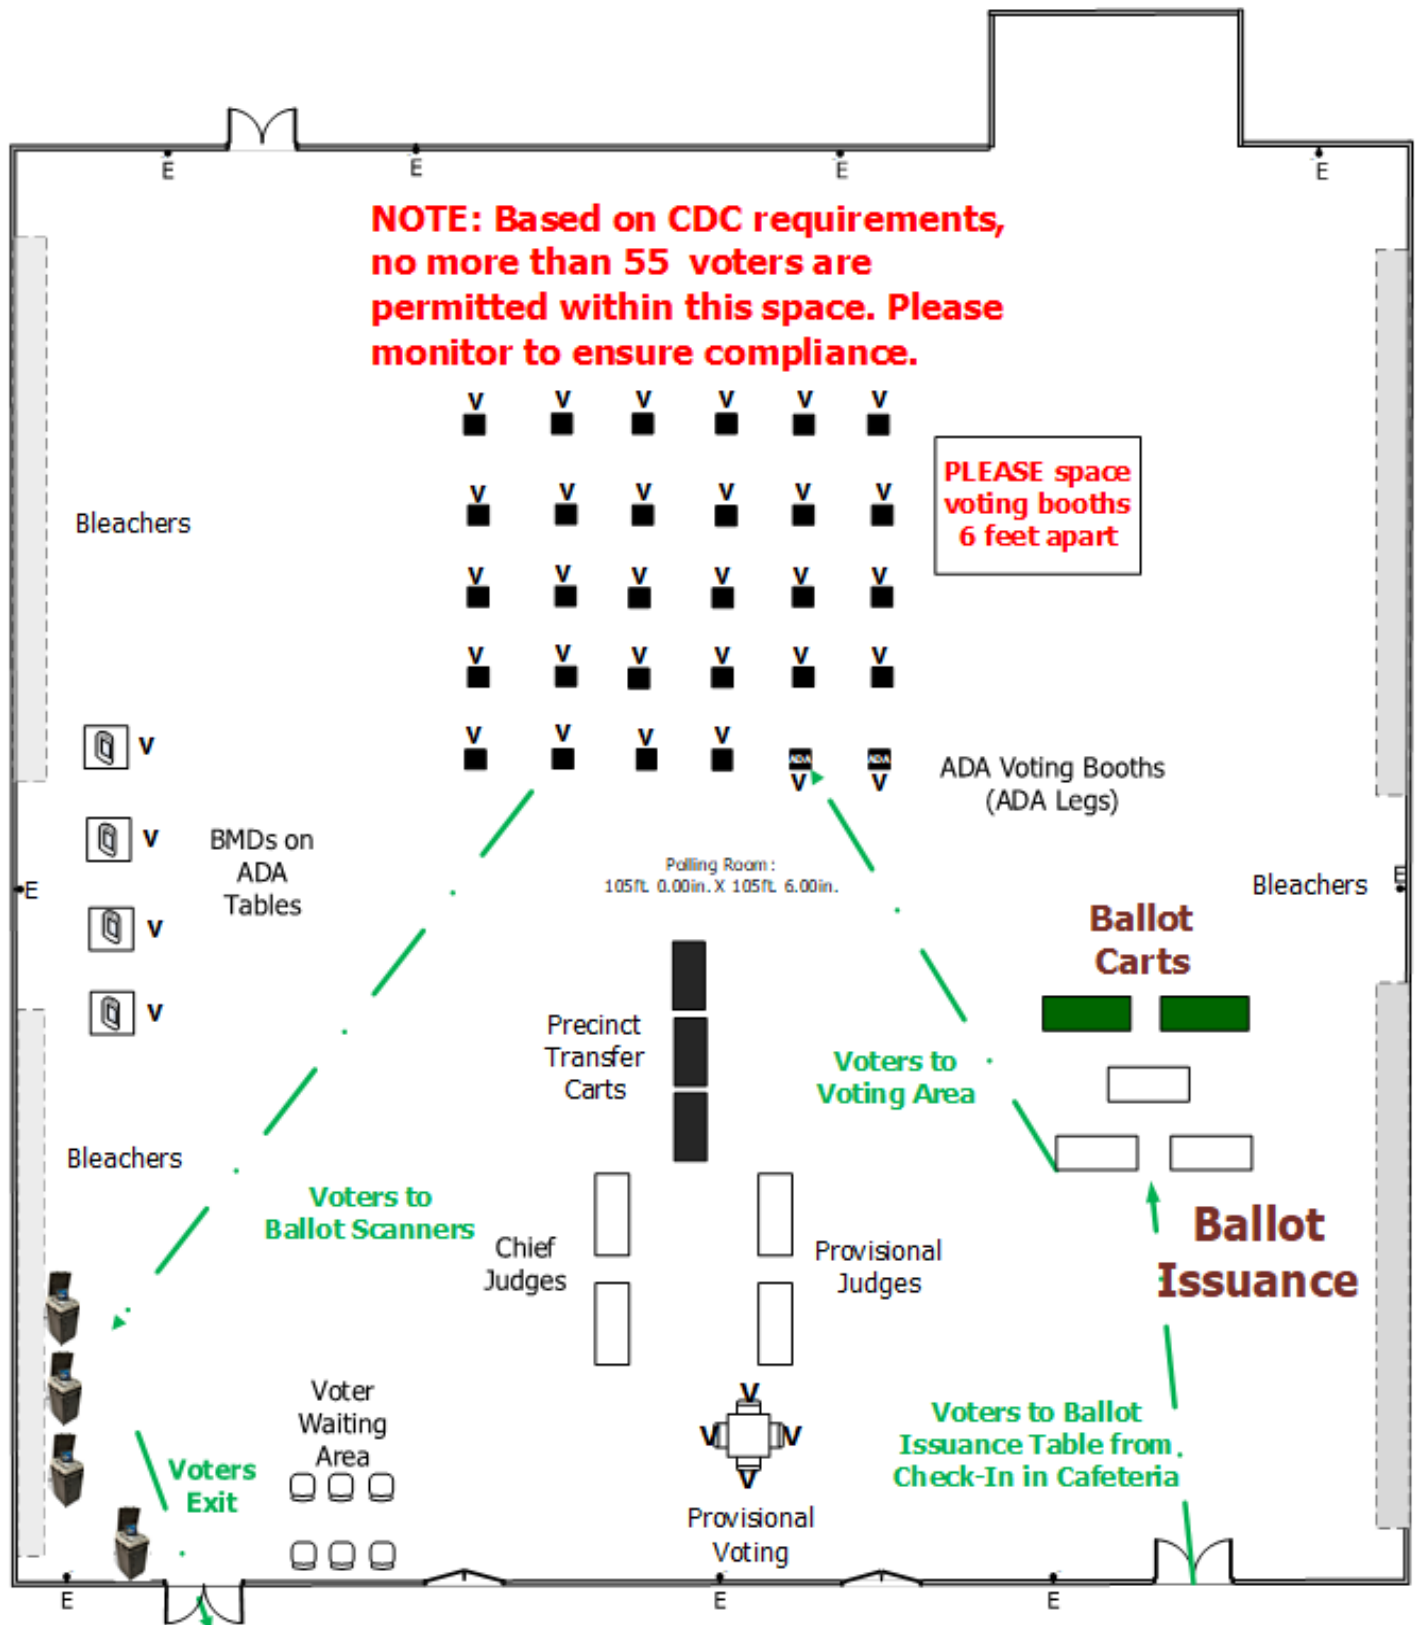 E E E E
NOTE: Based on CDC requirements,
no more than 55 voters are
permitted within this space. Please
monitor to ensure compliance.
V V V V V V
PLEASE space
voting booths
6 feet apart
V V V V V V
Bleachers
V V V V V V
V V V V V V
V V V V
ADA ADA
V V
ADA Voting Booths
(ADA Legs)
V
V
V
V
BMDs on
ADA
Tables
Polling Room:
105ft. 0.00in. X 105ft. 6.00in.
E
E
Bleachers
Ballot
Carts
Precinct
Transfer
Carts
Voters to
Voting Area
Bleachers
Voters to
Ballot Scanners
Chief
Judges
Provisional
Judges
Ballot
Issuance
Voter
Waiting
Area
V
V V
V
Voters to Ballot
Issuance Table from
Check-In in Cafeteria
Voters
Exit
Provisional
Voting
E E E